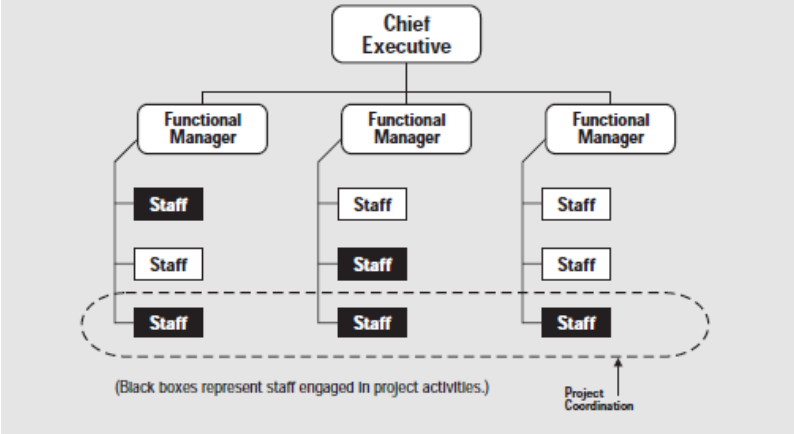 Chief
Executive
Functional
Manager
Functional
Manager
Functional
Manager
Staff
Staff
Staff
Staff
Staff
Staff
Staff
Staff
Staff
(Black boxes represent staff engaged in project activities.)
Project
Coordination